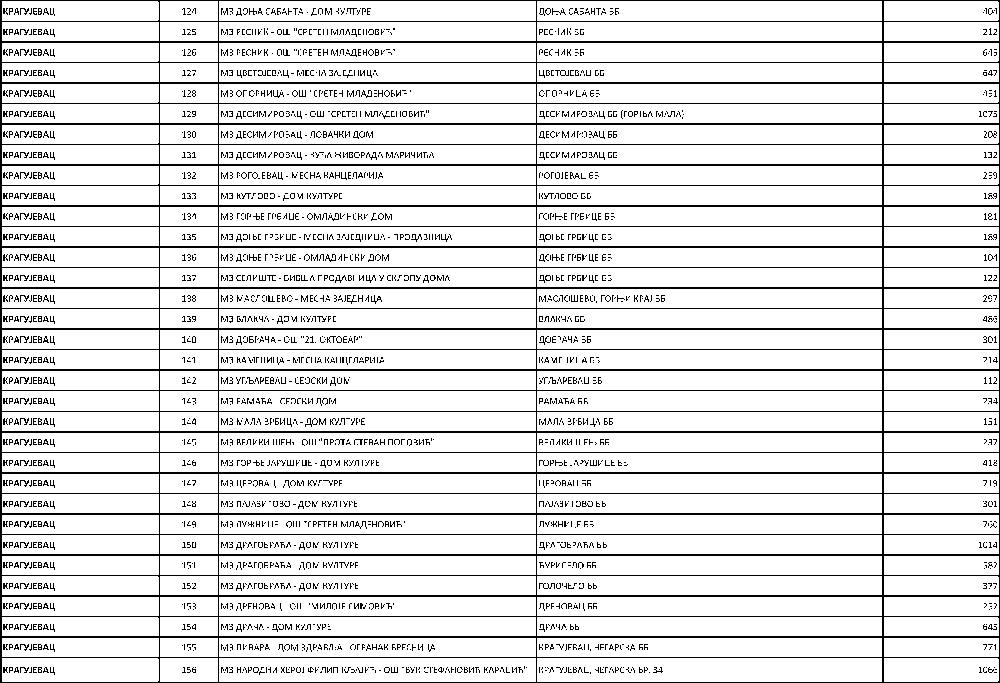 КРАГУЈЕВАЦ 124 МЗ ДОЊА САБАНТА - ДОМ КУЛТУРЕ ДОЊА САБАНТА ББ 404
КРАГУЈЕВАЦ 125 МЗ РЕСНИК - ОШ "СРЕТЕН МЛАДЕНОВИЋ" РЕСНИК ББ 212
КРАГУЈЕВАЦ 126 МЗ РЕСНИК - ОШ "СРЕТЕН МЛАДЕНОВИЋ" РЕСНИК ББ 645
КРАГУЈЕВАЦ 127 МЗ ЦВЕТОЈЕВАЦ - МЕСНА ЗАЈЕДНИЦА ЦВЕТОЈЕВАЦ ББ 647
КРАГУЈЕВАЦ 128 МЗ ОПОРНИЦА - ОШ "СРЕТЕН МЛАДЕНОВИЋ" ОПОРНИЦА ББ 451
КРАГУЈЕВАЦ 129 МЗ ДЕСИМИРОВАЦ - ОШ "СРЕТЕН МЛАДЕНОВИЋ" ДЕСИМИРОВАЦ ББ (ГОРЊА МАЛА) 1075
КРАГУЈЕВАЦ 130 МЗ ДЕСИМИРОВАЦ - ЛОВАЧКИ ДОМ ДЕСИМИРОВАЦ ББ 208
КРАГУЈЕВАЦ 131 МЗ ДЕСИМИРОВАЦ - КУЋА ЖИВОРАДА МАРИЧИЋА ДЕСИМИРОВАЦ ББ 132
КРАГУЈЕВАЦ 132 МЗ РОГОЈЕВАЦ - МЕСНА КАНЦЕЛАРИЈА РОГОЈЕВАЦ ББ 259
КРАГУЈЕВАЦ 133 МЗ КУТЛОВО - ДОМ КУЛТУРЕ КУТЛОВО ББ 189
КРАГУЈЕВАЦ 134 МЗ ГОРЊЕ ГРБИЦЕ - ОМЛАДИНСКИ ДОМ ГОРЊЕ ГРБИЦЕ ББ 181
КРАГУЈЕВАЦ 135 МЗ ДОЊЕ ГРБИЦЕ - МЕСНА ЗАЈЕДНИЦА - ПРОДАВНИЦА ДОЊЕ ГРБИЦЕ ББ 189
КРАГУЈЕВАЦ 136 МЗ ДОЊЕ ГРБИЦЕ - ОМЛАДИНСКИ ДОМ ДОЊЕ ГРБИЦЕ ББ 104
КРАГУЈЕВАЦ 137 МЗ СЕЛИШТЕ - БИВША ПРОДАВНИЦА У СКЛОПУ ДОМА ДОЊЕ ГРБИЦЕ ББ 122
КРАГУЈЕВАЦ 138 МЗ МАСЛОШЕВО - МЕСНА ЗАЈЕДНИЦА МАСЛОШЕВО, ГОРЊИ КРАЈ ББ 297
КРАГУЈЕВАЦ 139 МЗ ВЛАКЧА - ДОМ КУЛТУРЕ ВЛАКЧА ББ 486
КРАГУЈЕВАЦ 140 МЗ ДОБРАЧА - ОШ "21. ОКТОБАР" ДОБРАЧА ББ 301
КРАГУЈЕВАЦ 141 МЗ КАМЕНИЦА - МЕСНА КАНЦЕЛАРИЈА КАМЕНИЦА ББ 214
КРАГУЈЕВАЦ 142 МЗ УГЉАРЕВАЦ - СЕОСКИ ДОМ УГЉАРЕВАЦ ББ 112
КРАГУЈЕВАЦ 143 МЗ РАМАЋА - СЕОСКИ ДОМ РАМАЋА ББ 234
КРАГУЈЕВАЦ 144 МЗ МАЛА ВРБИЦА - ДОМ КУЛТУРЕ МАЛА ВРБИЦА ББ 151
КРАГУЈЕВАЦ 145 МЗ ВЕЛИКИ ШЕЊ - ОШ "ПРОТА СТЕВАН ПОПОВИЋ" ВЕЛИКИ ШЕЊ ББ 237
КРАГУЈЕВАЦ 146 МЗ ГОРЊЕ ЈАРУШИЦЕ - ДОМ КУЛТУРЕ ГОРЊЕ ЈАРУШИЦЕ ББ 418
КРАГУЈЕВАЦ 147 МЗ ЦЕРОВАЦ - ДОМ КУЛТУРЕ ЦЕРОВАЦ ББ 719
КРАГУЈЕВАЦ 148 МЗ ПАЈАЗИТОВО - ДОМ КУЛТУРЕ ПАЈАЗИТОВО ББ 301
КРАГУЈЕВАЦ 149 МЗ ЛУЖНИЦЕ - ОШ "СРЕТЕН МЛАДЕНОВИЋ" ЛУЖНИЦЕ ББ 760
КРАГУЈЕВАЦ 150 МЗ ДРАГОБРАЋА - ДОМ КУЛТУРЕ ДРАГОБРАЋА ББ 1014
КРАГУЈЕВАЦ 151 МЗ ДРАГОБРАЋА - ДОМ КУЛТУРЕ ЂУРИСЕЛО ББ 582
КРАГУЈЕВАЦ 152 МЗ ДРАГОБРАЋА - ДОМ КУЛТУРЕ ГОЛОЧЕЛО ББ 377
КРАГУЈЕВАЦ 153 МЗ ДРЕНОВАЦ - ОШ "МИЛОЈЕ СИМОВИЋ" ДРЕНОВАЦ ББ 252
КРАГУЈЕВАЦ 154 МЗ ДРАЧА - ДОМ КУЛТУРЕ ДРАЧА ББ 645
КРАГУЈЕВАЦ 155 МЗ ПИВАРА - ДОМ ЗДРАВЉА - ОГРАНАК БРЕСНИЦА КРАГУЈЕВАЦ, ЧЕГАРСКА ББ 771
КРАГУЈЕВАЦ 156 МЗ НАРОДНИ ХЕРОЈ ФИЛИП КЉАЈИЋ - ОШ "ВУК СТЕФАНОВИЋ КАРАЏИЋ" КРАГУЈЕВАЦ, ЧЕГАРСКА БР. 34 1066